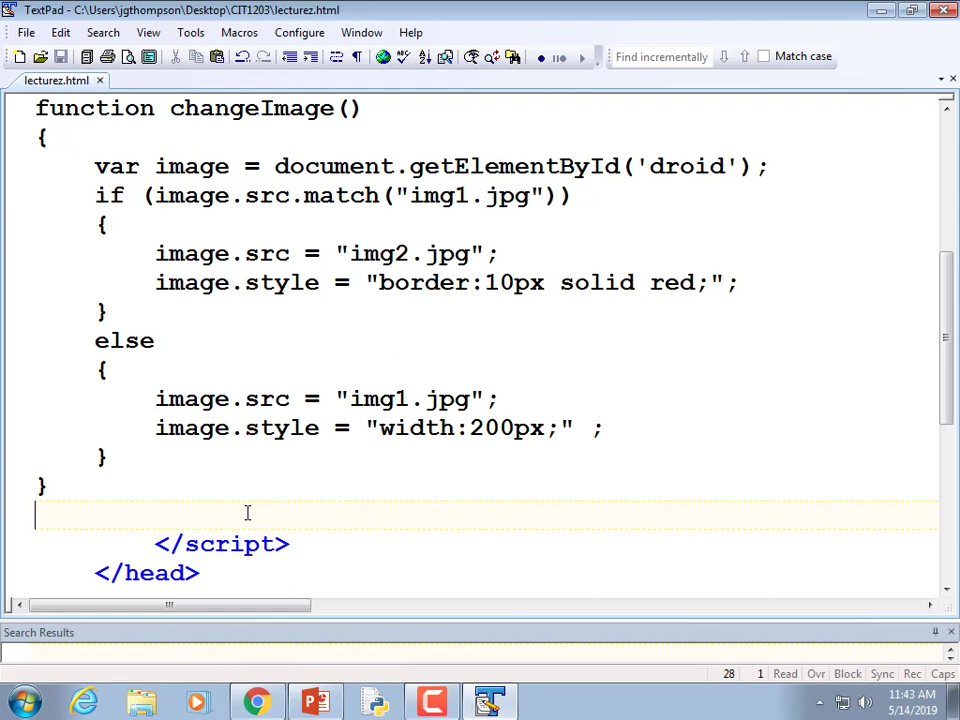 TextPad - C:\Users\jgthompson\Desktop\CIT1203\lecturez.html
File Edit Search View Tools Macros Configure Window Help
Find incrementally Match case
lecturez.html
function changeImage()
{
var image = document.getElementById('droid');
if (image.src.match("img1.jpg"))
{
image.src = "img2.jpg";
image.style = "border:10px solid red;";
}
else
{
image.src = "img1.jpg";
image.style = "width:200px;" ;
}
}
</script>
</head>
Search Results
28 1 Read Ovr Block Sync Rec Caps
11:43 AM
5/14/2019